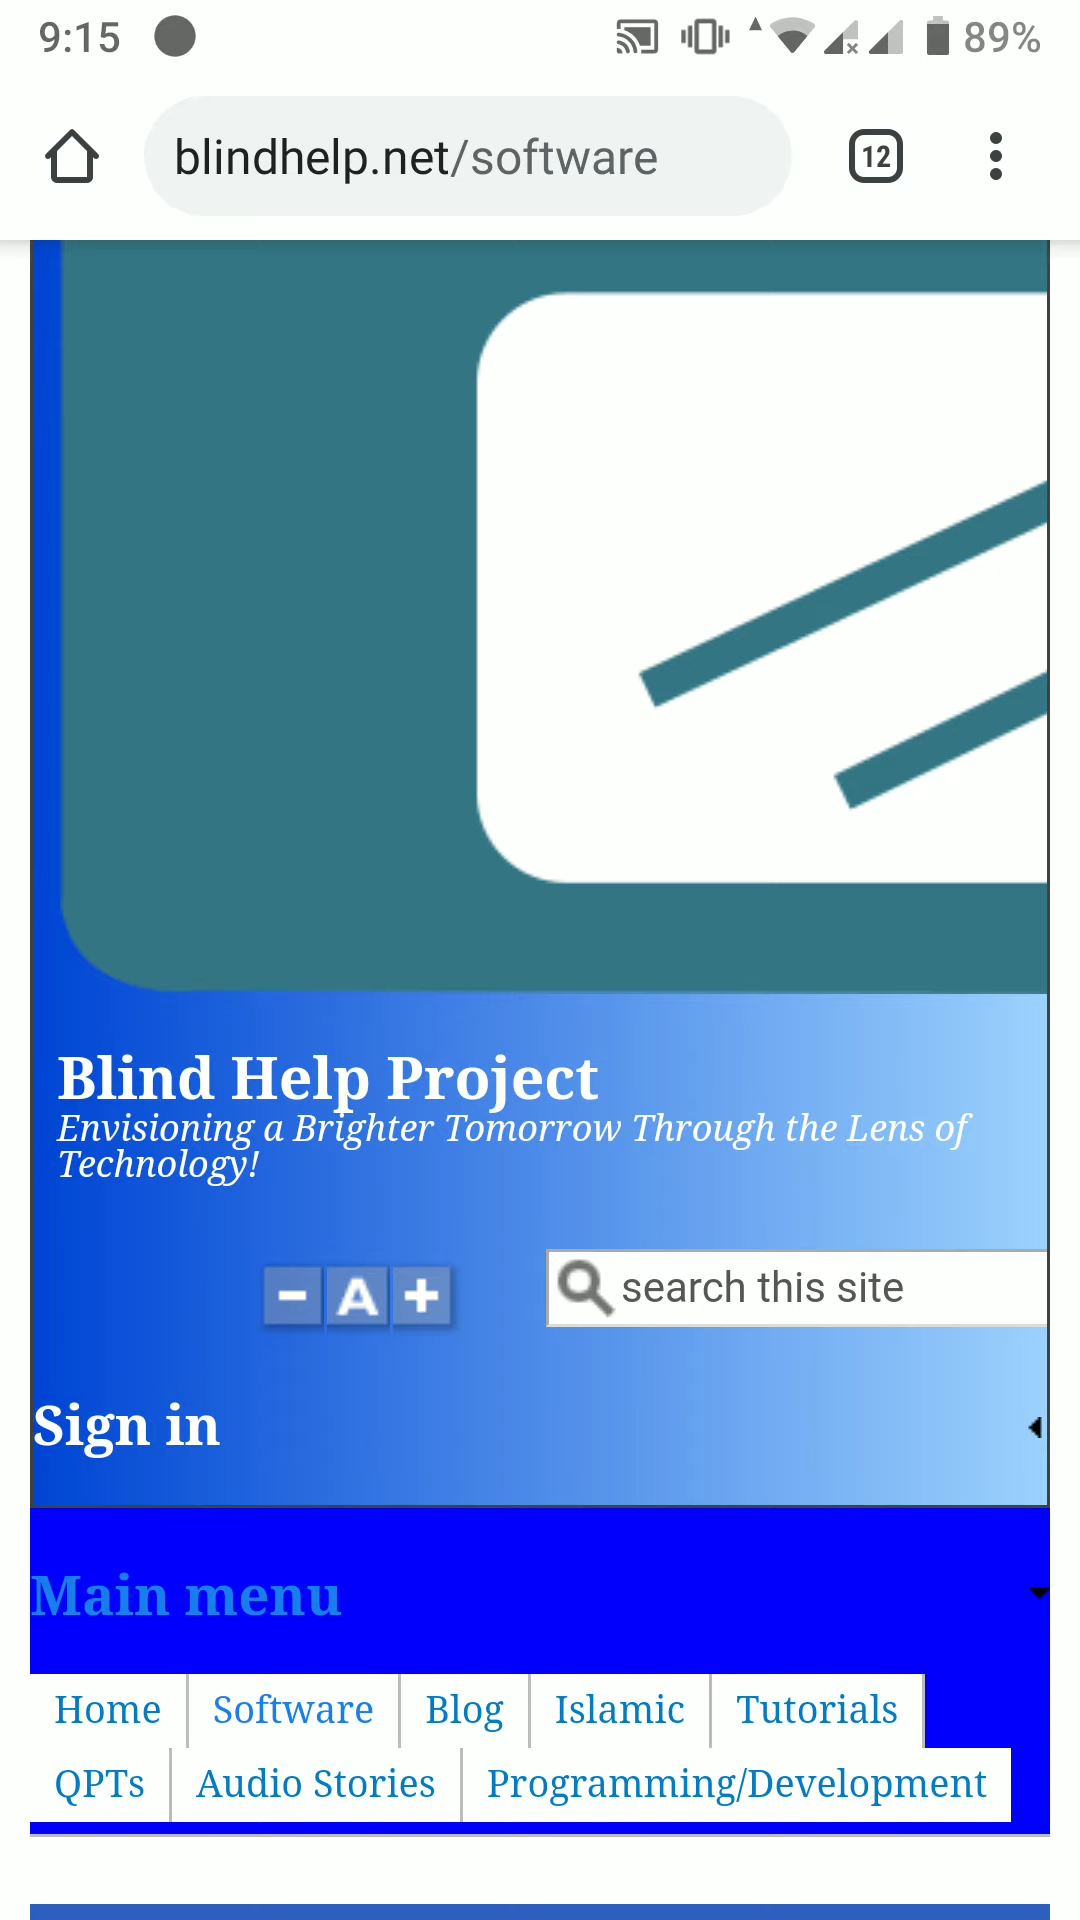 9:15 89%
blindhelp.net/software 12
Blind Help Project
Envisioning a Brighter Tomorrow Through the Lens of
Technology!
− A + search this site
Sign in
Main menu
Home Software Blog Islamic Tutorials
QPTs Audio Stories Programming/Development